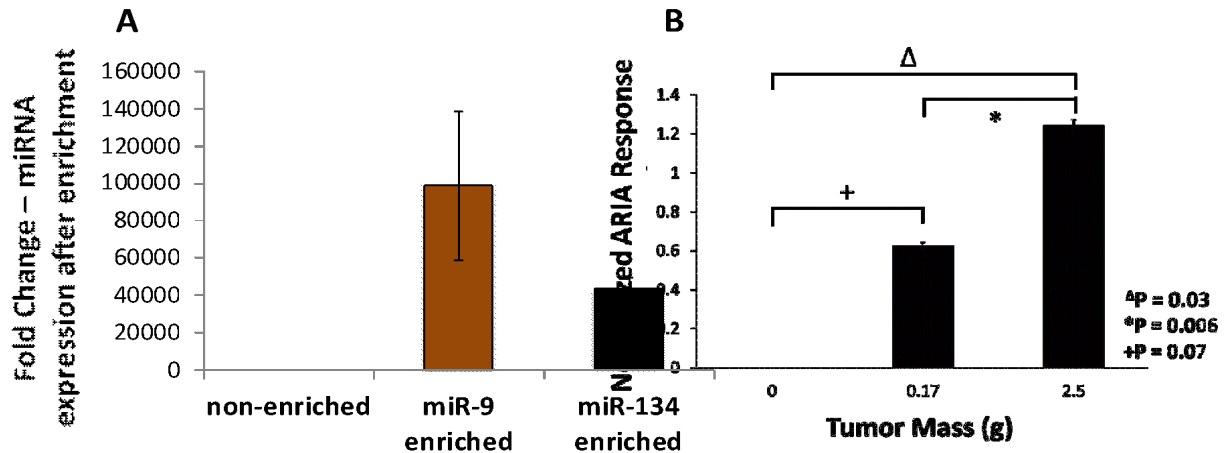 A
Fold Change – miRNA
expression after enrichment
160000
140000
120000
100000
80000
60000
40000
20000
0
non-enriched
miR-9
enriched
miR-134
enriched
B
ARIA Response
1.4
1.2
1
0.8
0.6
0.4
0.2
0
Δ
*
+
ΔP = 0.03
*P = 0.006
+P = 0.07
0
0.17
2.5
Tumor Mass (g)